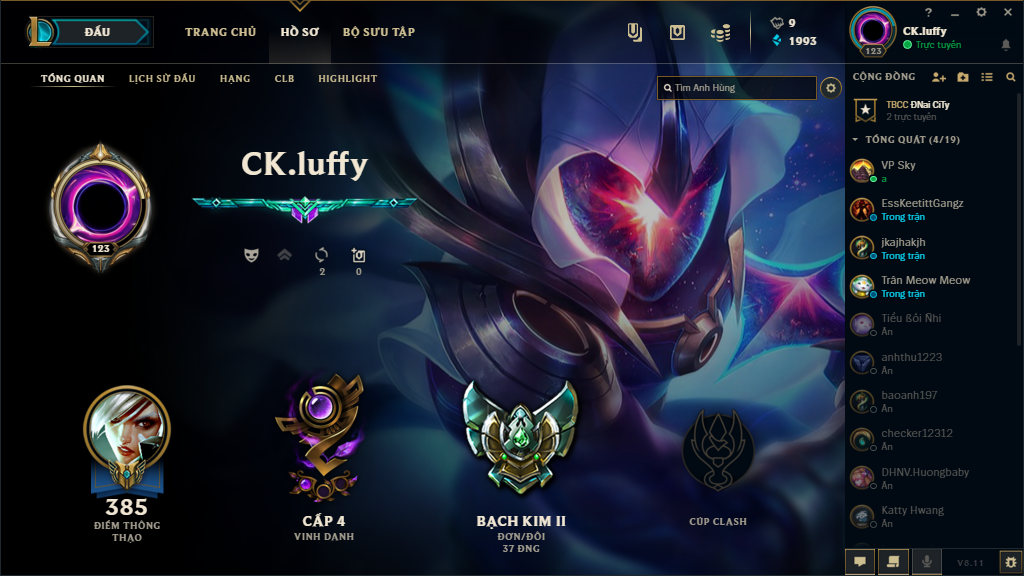 ĐẤU
TRANG CHỦ
HỒ SƠ
BỘ SƯU TẬP
9
1993
?
CK.luffy
Trực tuyến
123
TỔNG QUAN
LỊCH SỬ ĐẤU
HẠNG
CLB
HIGHLIGHT
Tìm Anh Hùng
CK.luffy
123
2
0
385
ĐIỂM THÔNG
THẠO
CẤP 4
VINH DANH
BẠCH KIM II
ĐƠN/ĐÔI
37 ĐNG
CÚP CLASH
CỘNG ĐỒNG
TBCC ĐNai CiTy
2 trực tuyến
TỔNG QUÁT (4/19)
VP Sky
a
EssKeetittGangz
Trong trận
jkajhakjh
Trong trận
Trân Meow Meow
Trong trận
Tiểu ßôi Ñhi
Ẩn
anhthu1223
Ẩn
baoanh197
Ẩn
checker12312
Ẩn
DHNV.Huongbaby
Ẩn
Katty Hwang
Ẩn
V8.11